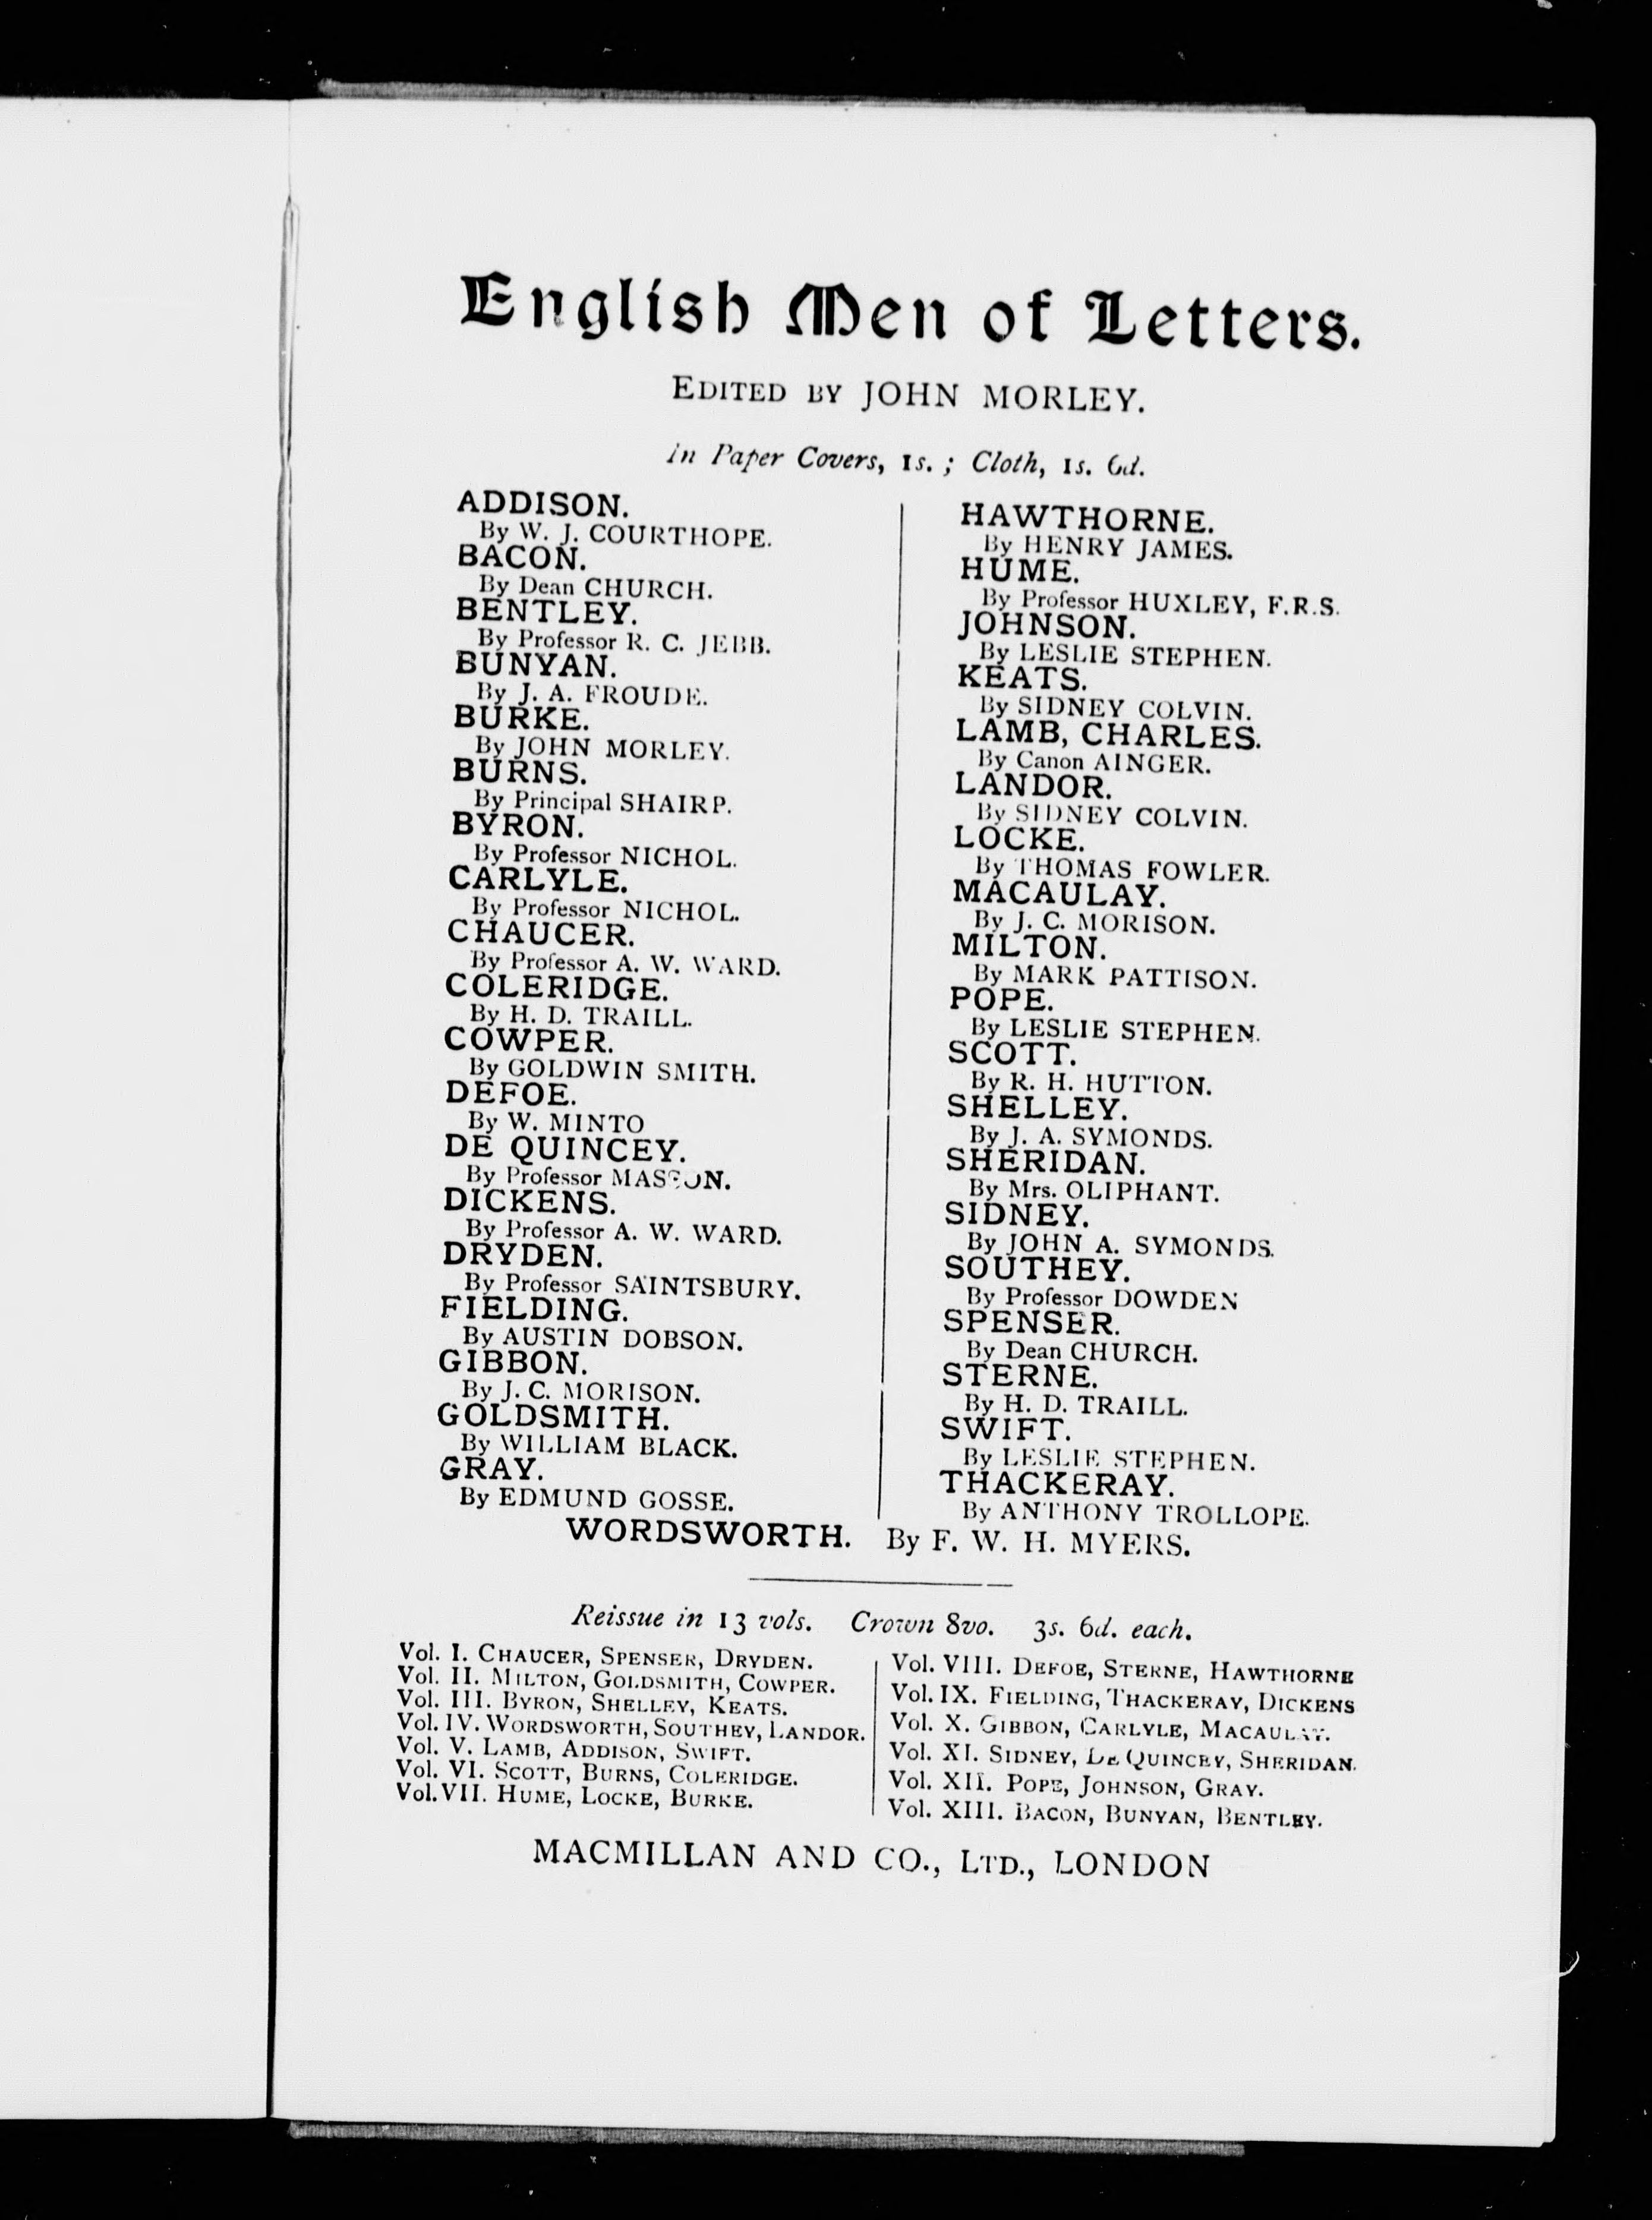 English Men of Letters.
EDITED BY JOHN MORLEY.
In Paper Covers, 1s.; Cloth, 1s. 6d.
ADDISON.
By W. J. COURTHOPE.
BACON.
By Dean CHURCH.
BENTLEY.
By Professor R. C. JEBB.
BUNYAN.
By J. A. FROUDE.
BURKE.
By JOHN MORLEY.
BURNS.
By Principal SHAIRP.
BYRON.
By Professor NICHOL.
CARLYLE.
By Professor NICHOL.
CHAUCER.
By Professor A. W. WARD.
COLERIDGE.
By H. D. TRAILL.
COWPER.
By GOLDWIN SMITH.
DEFOE.
By W. MINTO
DE QUINCEY.
By Professor MASSON.
DICKENS.
By Professor A. W. WARD.
DRYDEN.
By Professor SAINTSBURY.
FIELDING.
By AUSTIN DOBSON.
GIBBON.
By J. C. MORISON.
GOLDSMITH.
By WILLIAM BLACK.
GRAY.
By EDMUND GOSSE.
HAWTHORNE.
By HENRY JAMES.
HUME.
By Professor HUXLEY, F.R.S.
JOHNSON.
By LESLIE STEPHEN.
KEATS.
By SIDNEY COLVIN.
LAMB, CHARLES.
By Canon AINGER.
LANDOR.
By SIDNEY COLVIN.
LOCKE.
By THOMAS FOWLER.
MACAULAY.
By J. C. MORISON.
MILTON.
By MARK PATTISON.
POPE.
By LESLIE STEPHEN.
SCOTT.
By R. H. HUTTON.
SHELLEY.
By J. A. SYMONDS.
SHERIDAN.
By Mrs. OLIPHANT.
SIDNEY.
By JOHN A. SYMONDS.
SOUTHEY.
By Professor DOWDEN
SPENSER.
By Dean CHURCH.
STERNE.
By H. D. TRAILL.
SWIFT.
By LESLIE STEPHEN.
THACKERAY.
By ANTHONY TROLLOPE.
WORDSWORTH. By F. W. H. MYERS.
Reissue in 13 vols. Crown 8vo. 3s. 6d. each.
Vol. I. CHAUCER, SPENSER, DRYDEN.
Vol. II. MILTON, GOLDSMITH, COWPER.
Vol. III. BYRON, SHELLEY, KEATS.
Vol. IV. WORDSWORTH, SOUTHEY, LANDOR.
Vol. V. LAMB, ADDISON, SWIFT.
Vol. VI. SCOTT, BURNS, COLERIDGE.
Vol. VII. HUME, LOCKE, BURKE.
Vol. VIII. DEFOE, STERNE, HAWTHORNE
Vol. IX. FIELDING, THACKERAY, DICKENS
Vol. X. GIBBON, CARLYLE, MACAULAY.
Vol. XI. SIDNEY, DE QUINCEY, SHERIDAN.
Vol. XII. POPE, JOHNSON, GRAY.
Vol. XIII. BACON, BUNYAN, BENTLEY.
MACMILLAN AND CO., LTD., LONDON